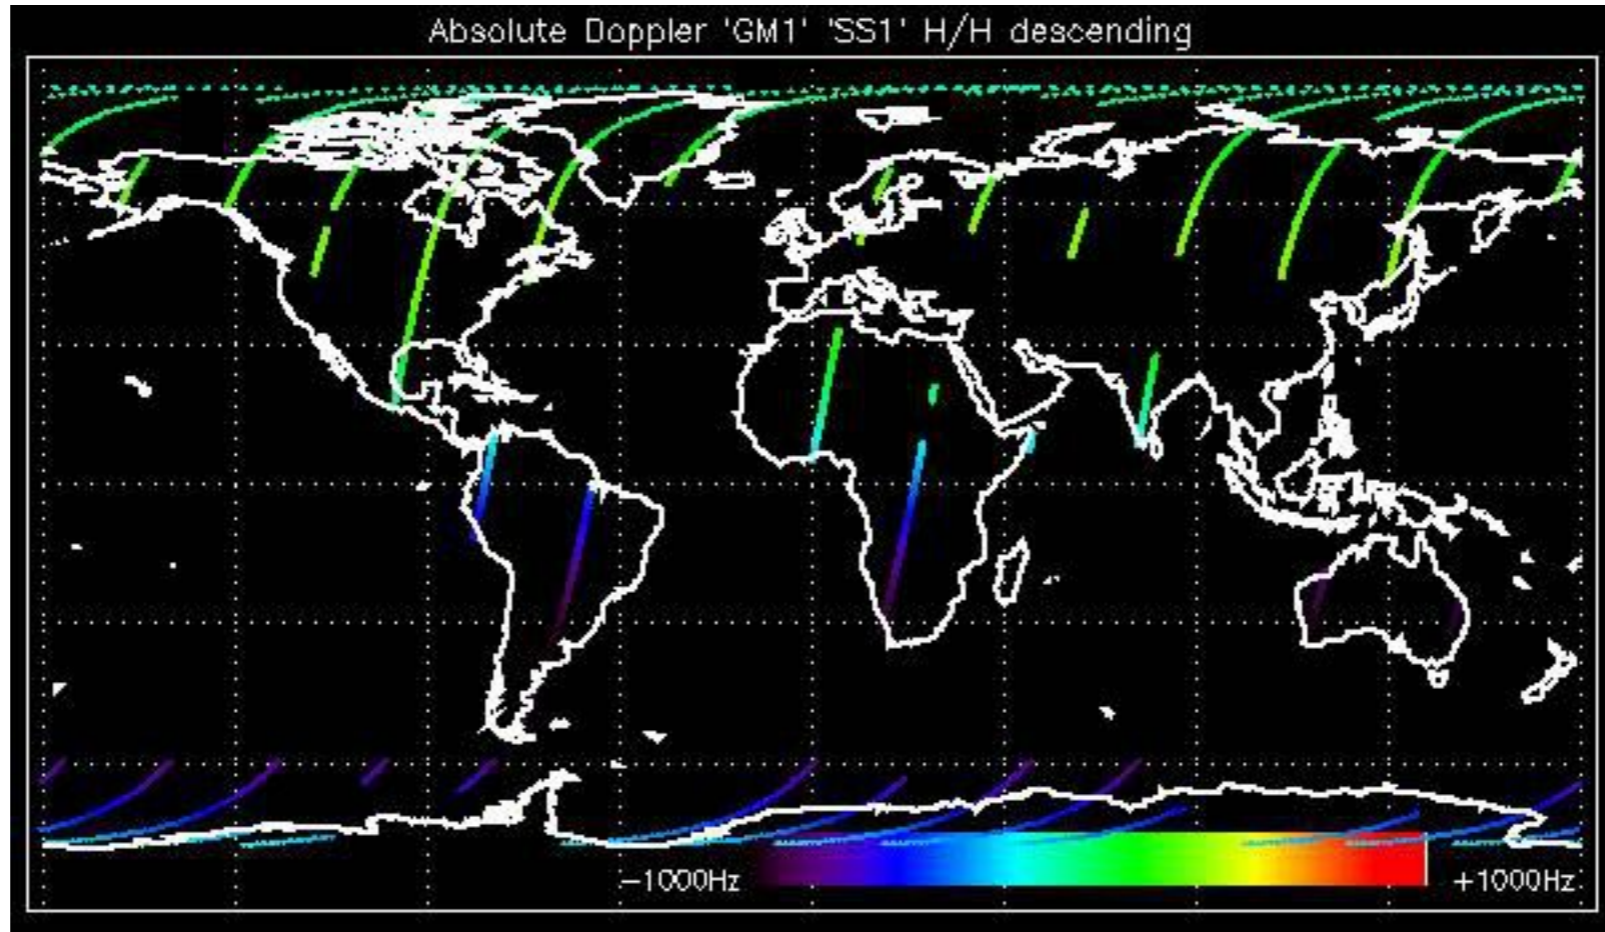 Absolute Doppler 'GM1' 'SS1' H/H descending
−1000Hz
+1000Hz